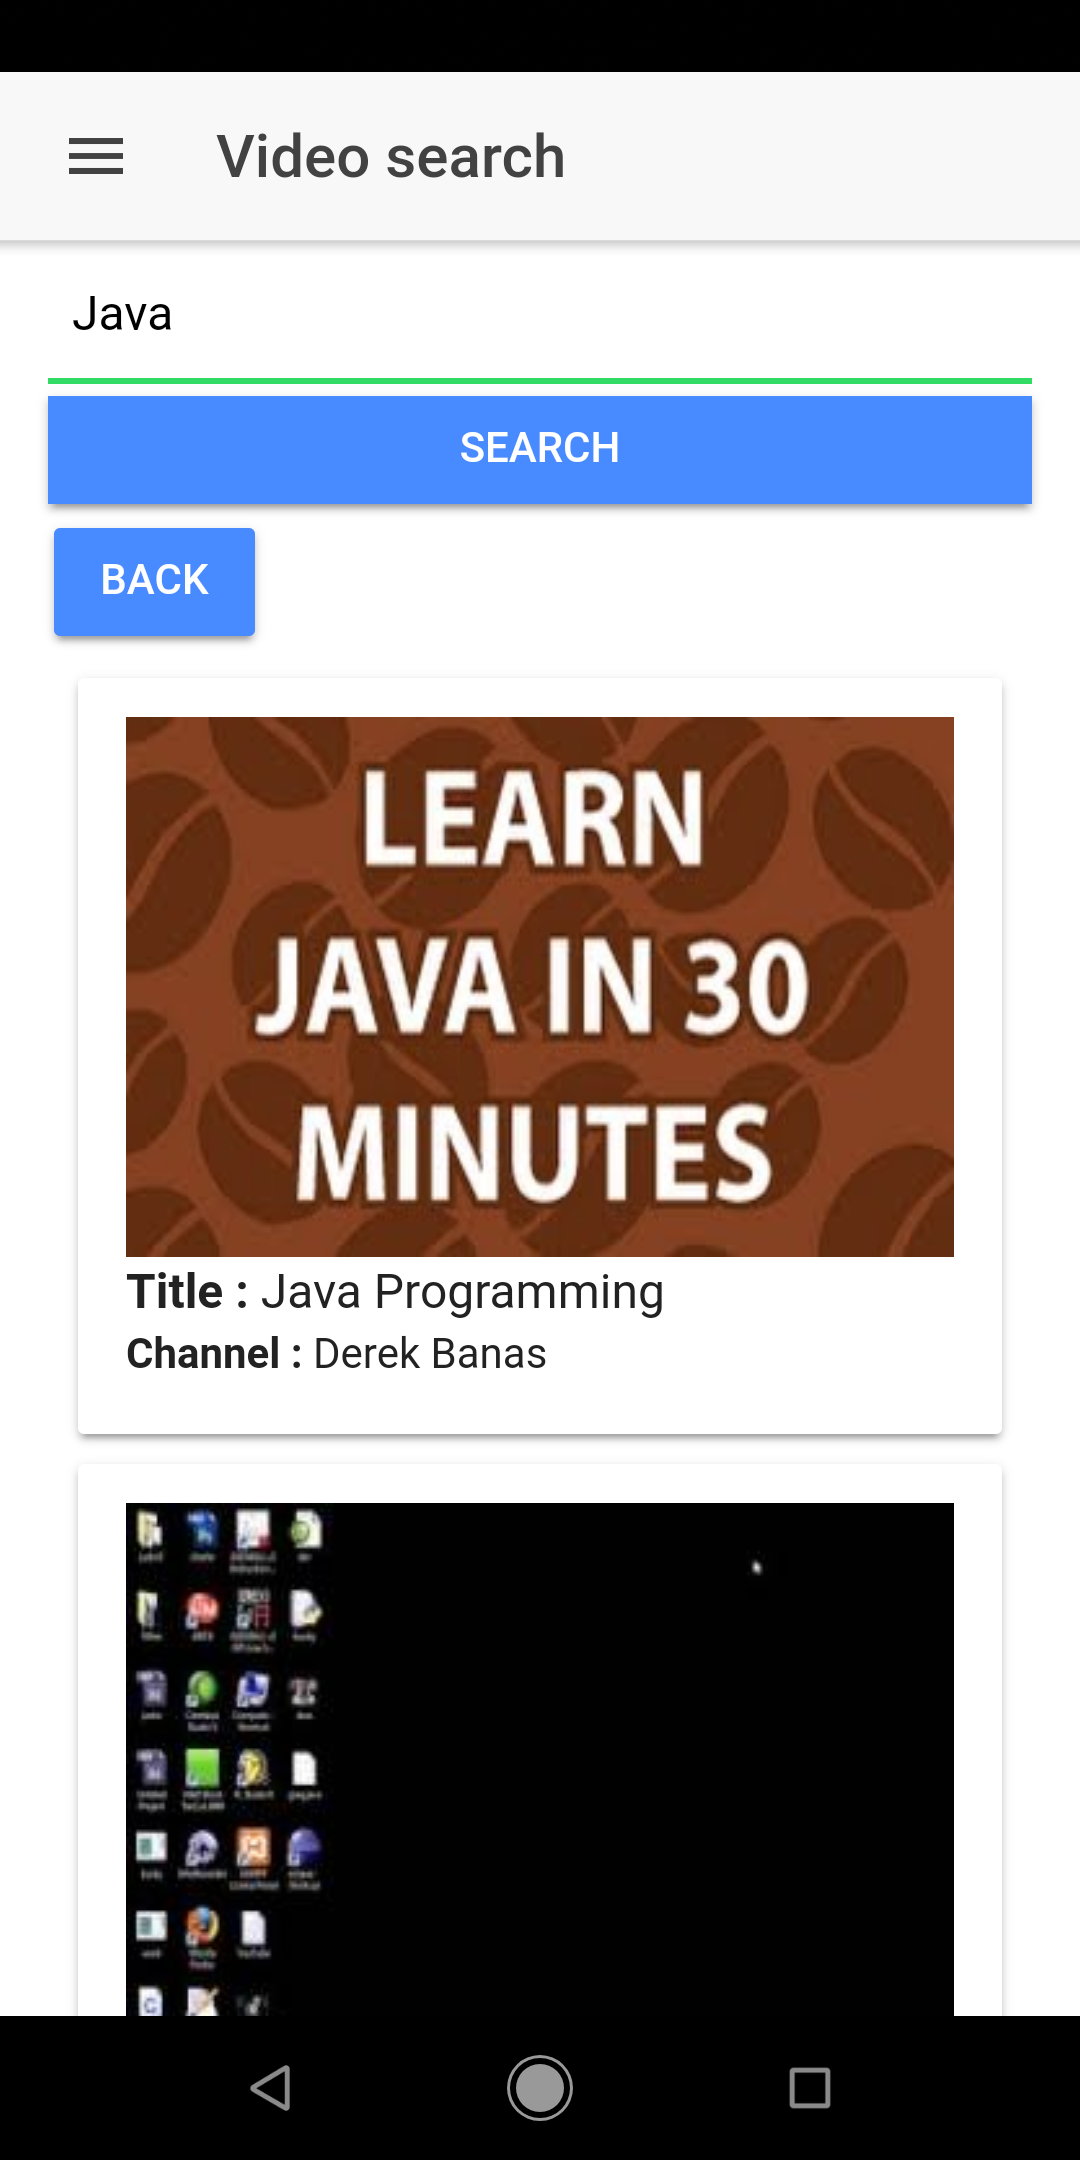 Video search
Java
SEARCH
BACK
LEARN
JAVA IN 30
MINUTES
Title : Java Programming
Channel : Derek Banas